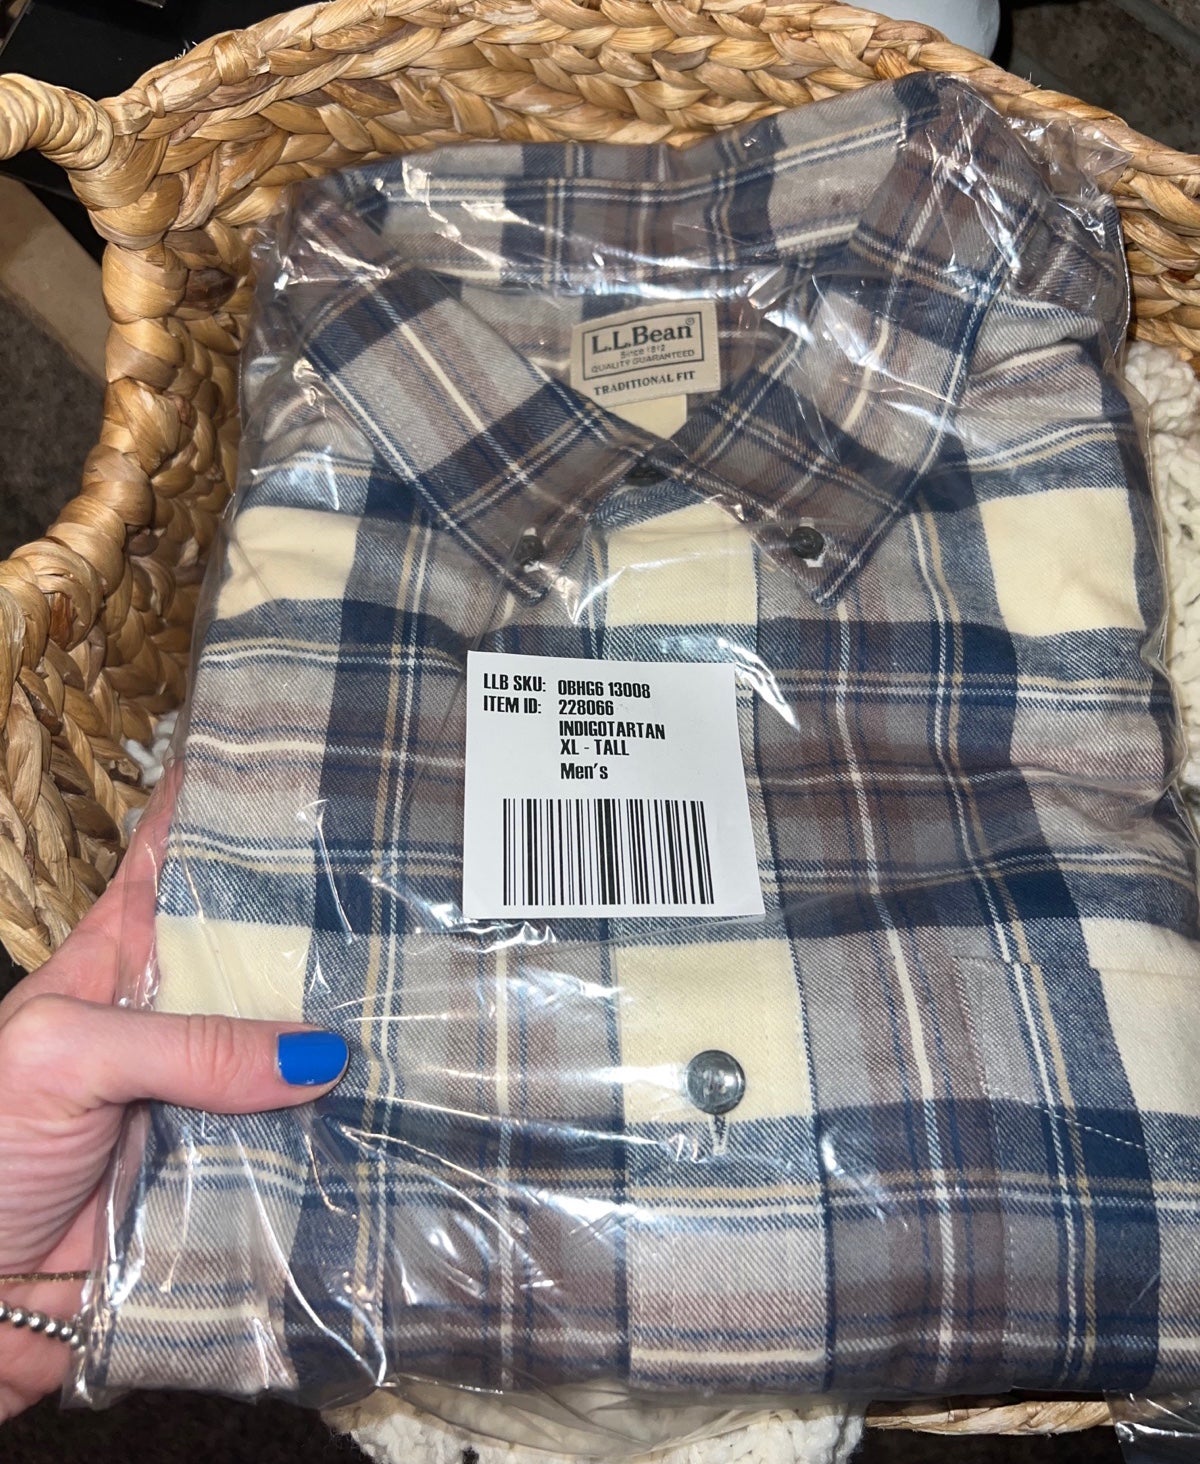 L.L.Bean®
Since 1912
QUALITY GUARANTEED
TRADITIONAL FIT
LLB SKU: 0BHG6 13008
ITEM ID: 228066
INDIGOTARTAN
XL - TALL
Men's